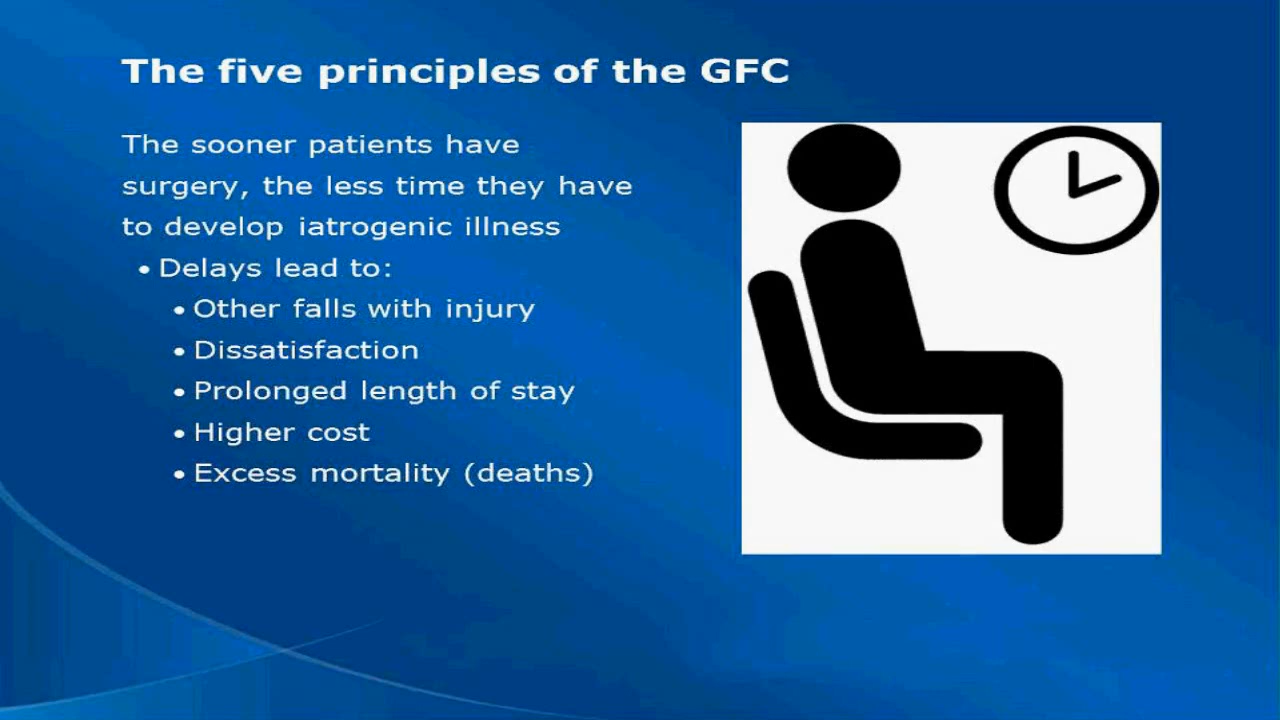 The five principles of the GFC
The sooner patients have
surgery, the less time they have
to develop iatrogenic illness
• Delays lead to:
• Other falls with injury
• Dissatisfaction
• Prolonged length of stay
• Higher cost
• Excess mortality (deaths)